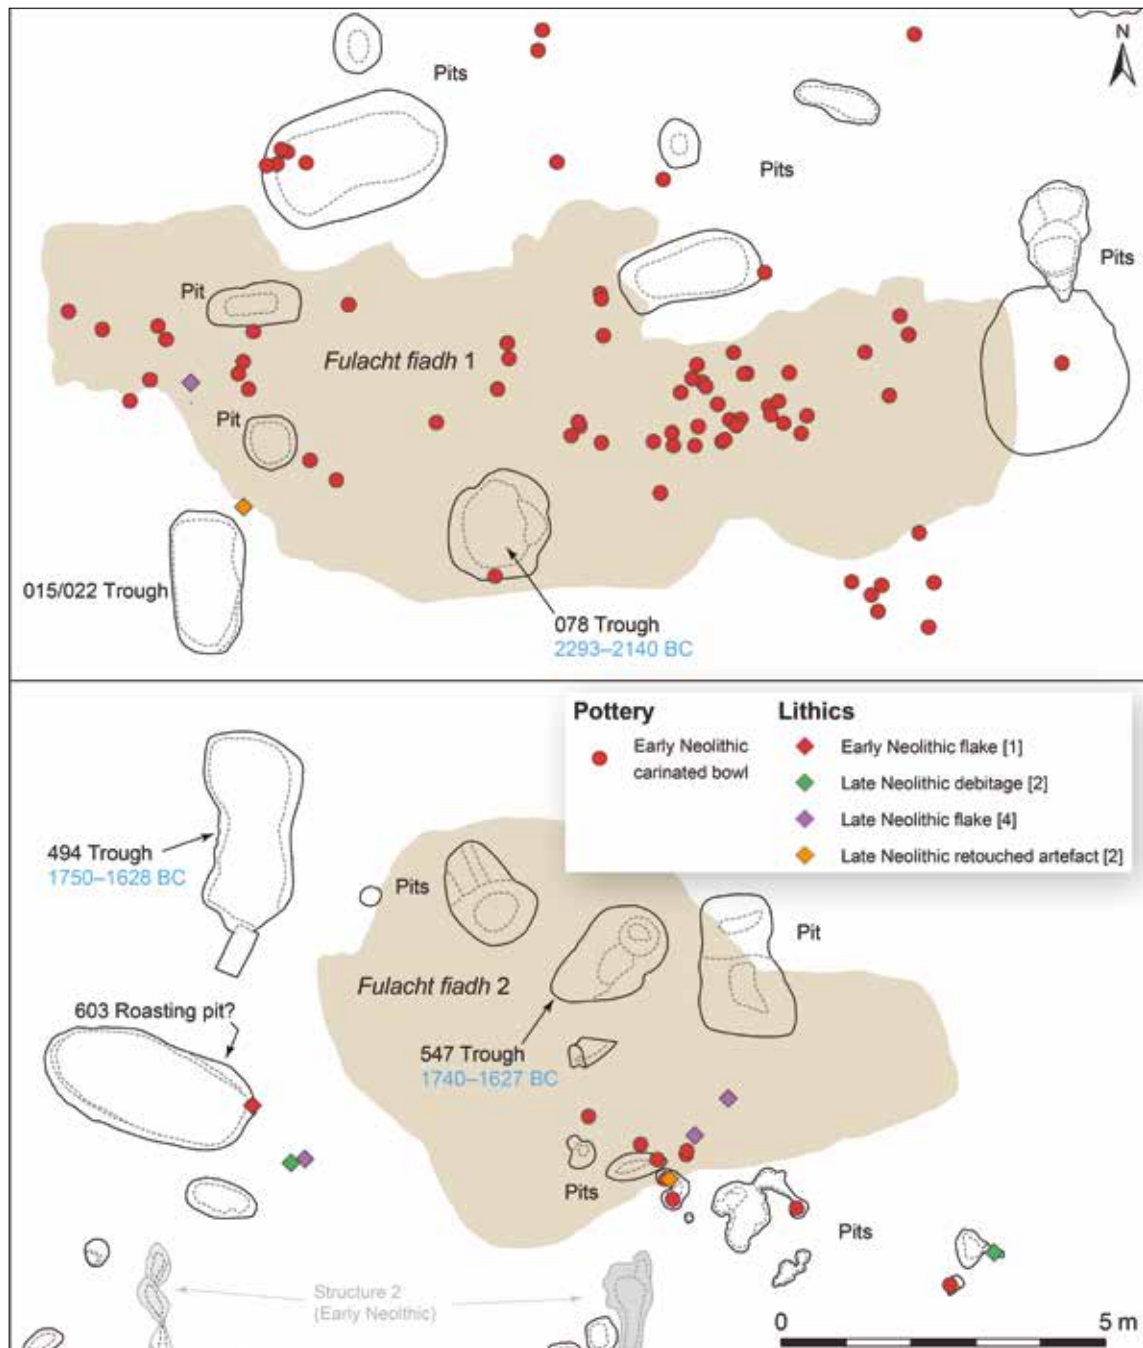 N
Pits
Pits
Pits
Pit
Fulacht fiadh 1
Pit
015/022 Trough
078 Trough
2293–2140 BC
Pottery
Early Neolithic
carinated bowl
Lithics
Early Neolithic flake [1]
Late Neolithic debitage [2]
Late Neolithic flake [4]
Late Neolithic retouched artefact [2]
494 Trough
1750–1628 BC
Pits
Pit
Fulacht fiadh 2
603 Roasting pit?
547 Trough
1740–1627 BC
Pits
Pits
Structure 2
(Early Neolithic)
0 5 m